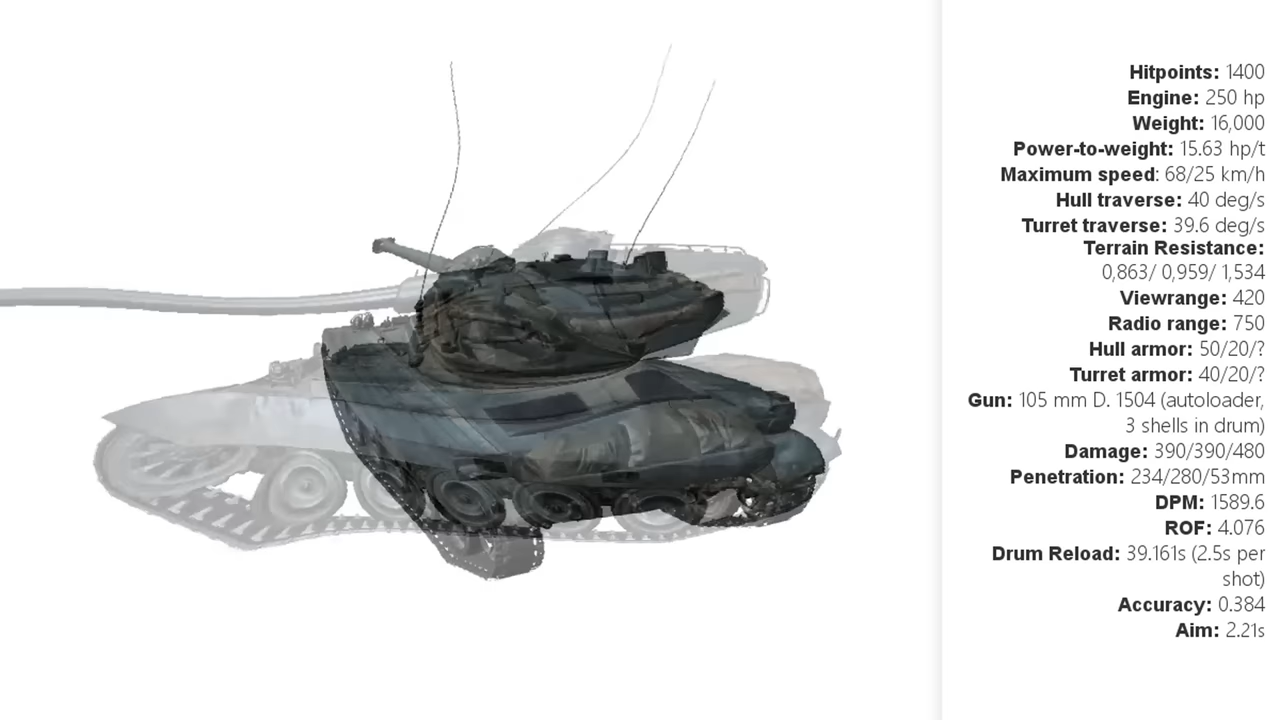 Hitpoints: 1400
Engine: 250 hp
Weight: 16,000
Power-to-weight: 15.63 hp/t
Maximum speed: 68/25 km/h
Hull traverse: 40 deg/s
Turret traverse: 39.6 deg/s
Terrain Resistance:
0,863/ 0,959/ 1,534
Viewrange: 420
Radio range: 750
Hull armor: 50/20/?
Turret armor: 40/20/?
Gun: 105 mm D. 1504 (autoloader,
3 shells in drum)
Damage: 390/390/480
Penetration: 234/280/53mm
DPM: 1589.6
ROF: 4.076
Drum Reload: 39.161s (2.5s per
shot)
Accuracy: 0.384
Aim: 2.21s